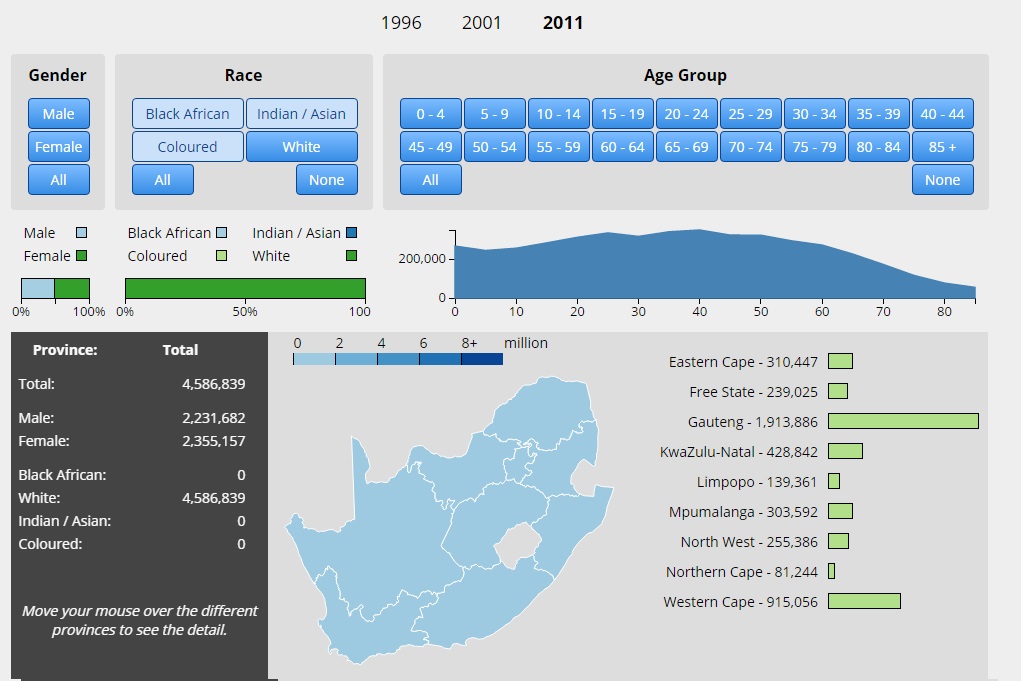 1996 2001 2011
Gender Race Age Group
Male Black African Indian / Asian 0 - 4 5 - 9 10 - 14 15 - 19 20 - 24 25 - 29 30 - 34 35 - 39 40 - 44
Female Coloured White 45 - 49 50 - 54 55 - 59 60 - 64 65 - 69 70 - 74 75 - 79 80 - 84 85 +
All All None All None
Male Black African Indian / Asian
Female Coloured White
200,000
0
0% 100% 0% 50% 100
0 10 20 30 40 50 60 70 80
Province: Total
Total: 4,586,839
Male: 2,231,682
Female: 2,355,157
Black African: 0
White: 4,586,839
Indian / Asian: 0
Coloured: 0
Move your mouse over the different
provinces to see the detail.
0 2 4 6 8+ million
Eastern Cape - 310,447
Free State - 239,025
Gauteng - 1,913,886
KwaZulu-Natal - 428,842
Limpopo - 139,361
Mpumalanga - 303,592
North West - 255,386
Northern Cape - 81,244
Western Cape - 915,056